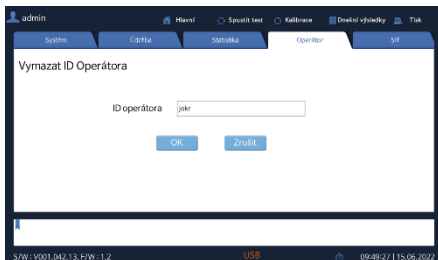 admin Hlavní Spustit test Kalibrace Dnešní výsledky Tisk
Systém Údržba Statistika Operátor Síť
Vymazat ID Operátora
ID operátora jokr
OK Zrušit
S/W : V001.042.13, F/W : 1.2 USB 09:49:27 | 15.06.2022